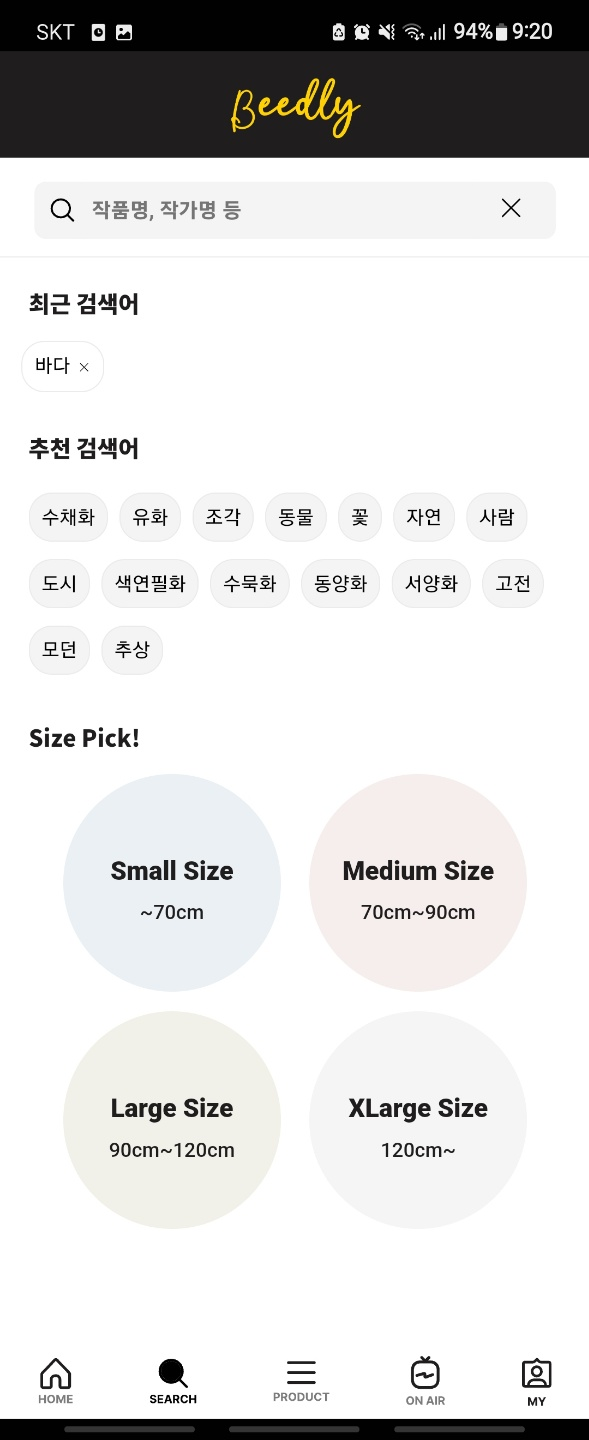 SKT 94% 9:20
Beedly
작품명, 작가명 등
최근 검색어
바다 ×
추천 검색어
수채화 유화 조각 동물 꽃 자연 사람
도시 색연필화 수묵화 동양화 서양화 고전
모던 추상
Size Pick!
Small Size Medium Size
~70cm 70cm~90cm
Large Size XLarge Size
90cm~120cm 120cm~
HOME SEARCH PRODUCT ON AIR MY